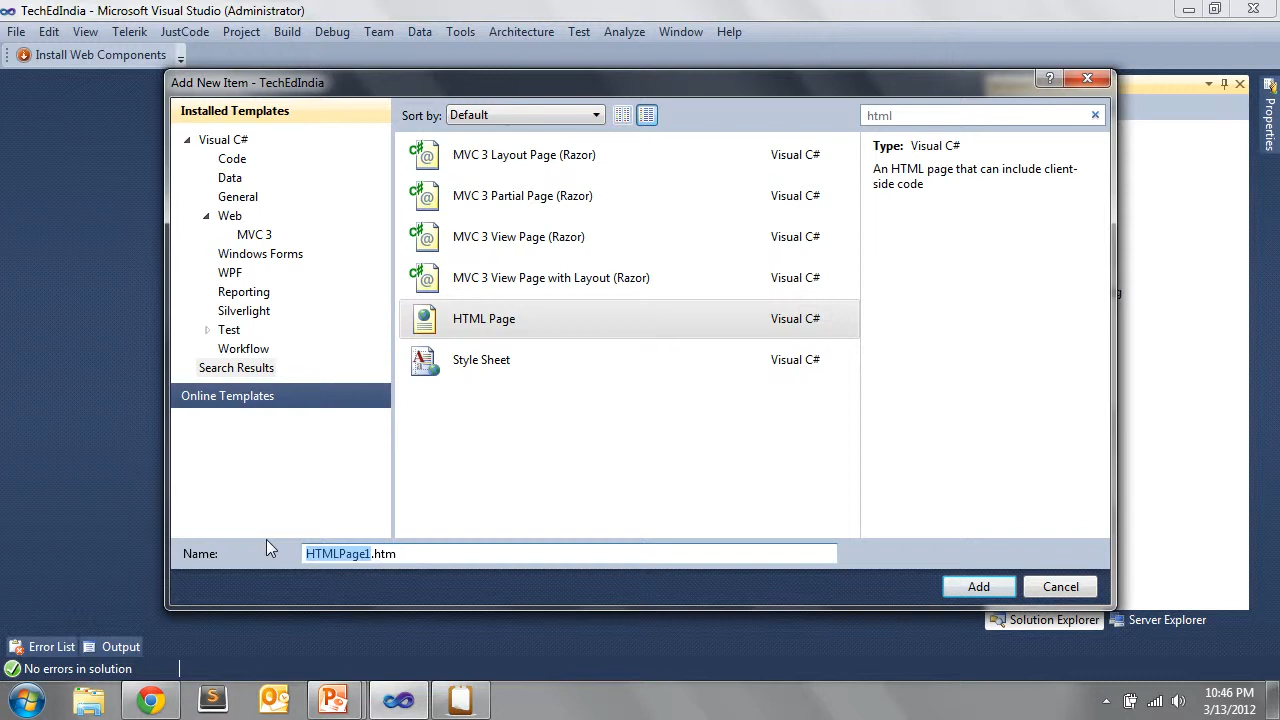 TechEdIndia - Microsoft Visual Studio (Administrator)
File Edit View Telerik JustCode Project Build Debug Team Data Tools Architecture Test Analyze Window Help
Install Web Components
Add New Item - TechEdIndia
Installed Templates
Sort by: Default
html
Visual C#
Code
Data
General
Web
MVC 3
Windows Forms
WPF
Reporting
Silverlight
Test
Workflow
Search Results
Online Templates
MVC 3 Layout Page (Razor) Visual C#
MVC 3 Partial Page (Razor) Visual C#
MVC 3 View Page (Razor) Visual C#
MVC 3 View Page with Layout (Razor) Visual C#
HTML Page Visual C#
Style Sheet Visual C#
Type: Visual C#
An HTML page that can include client-
side code
Properties
Name: HTMLPage1.htm
Add Cancel
Solution Explorer Server Explorer
Error List Output
No errors in solution
10:46 PM
3/13/2012